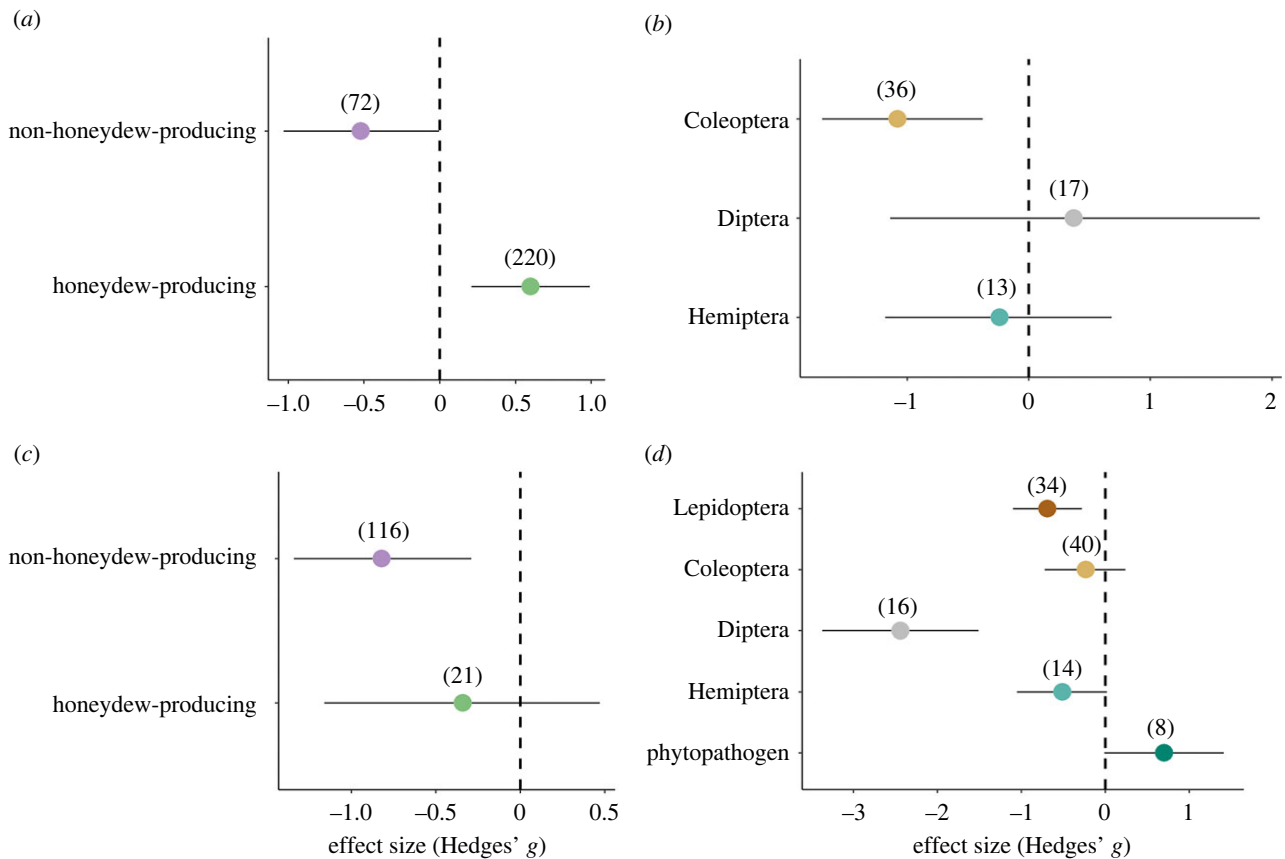 (a)
(72)
non-honeydew-producing
(220)
honeydew-producing
–1.0 –0.5 0 0.5 1.0
(b)
(36)
Coleoptera
(17)
Diptera
(13)
Hemiptera
–1 0 1 2
(c)
(116)
non-honeydew-producing
(21)
honeydew-producing
–1.0 –0.5 0 0.5
effect size (Hedges’ g)
(d)
(34)
Lepidoptera
(40)
Coleoptera
(16)
Diptera
(14)
Hemiptera
(8)
phytopathogen
–3 –2 –1 0 1
effect size (Hedges’ g)